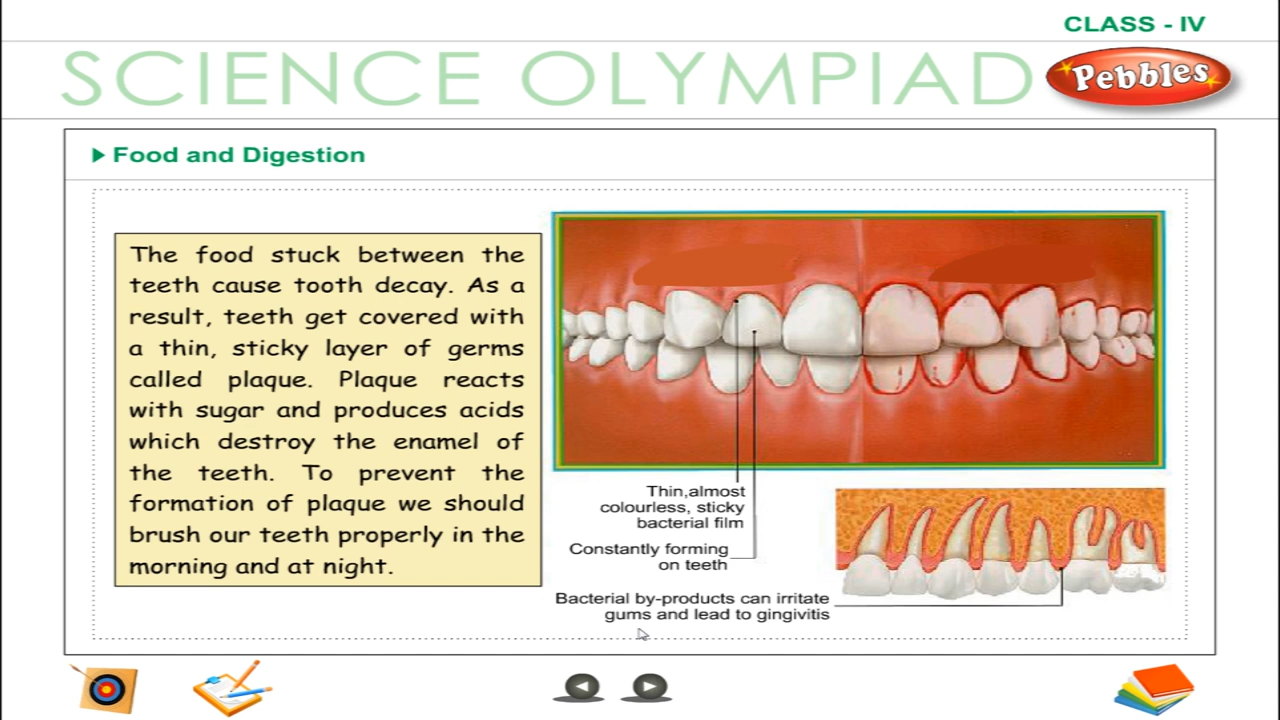 CLASS - IV
SCIENCE OLYMPIAD
Pebbles
Food and Digestion
The food stuck between the
teeth cause tooth decay. As a
result, teeth get covered with
a thin, sticky layer of germs
called plaque. Plaque reacts
with sugar and produces acids
which destroy the enamel of
the teeth. To prevent the
formation of plaque we should
brush our teeth properly in the
morning and at night.
Thin,almost
colourless, sticky
bacterial film
Constantly forming
on teeth
Bacterial by-products can irritate
gums and lead to gingivitis